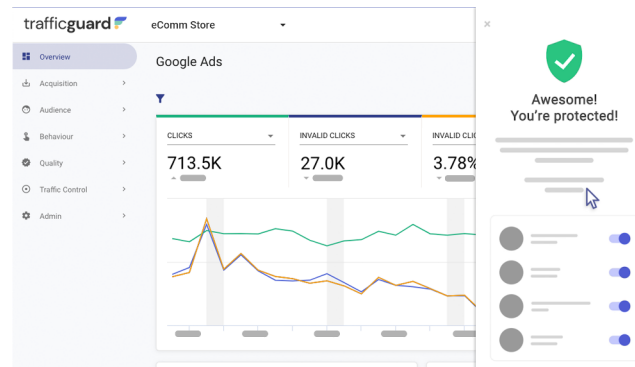 trafficguard
eComm Store
Overview
Acquisition
Audience
Behaviour
Quality
Traffic Control
Admin
Google Ads
CLICKS
713.5K
INVALID CLICKS
27.0K
INVALID CLIC
3.78%
Awesome!
You're protected!